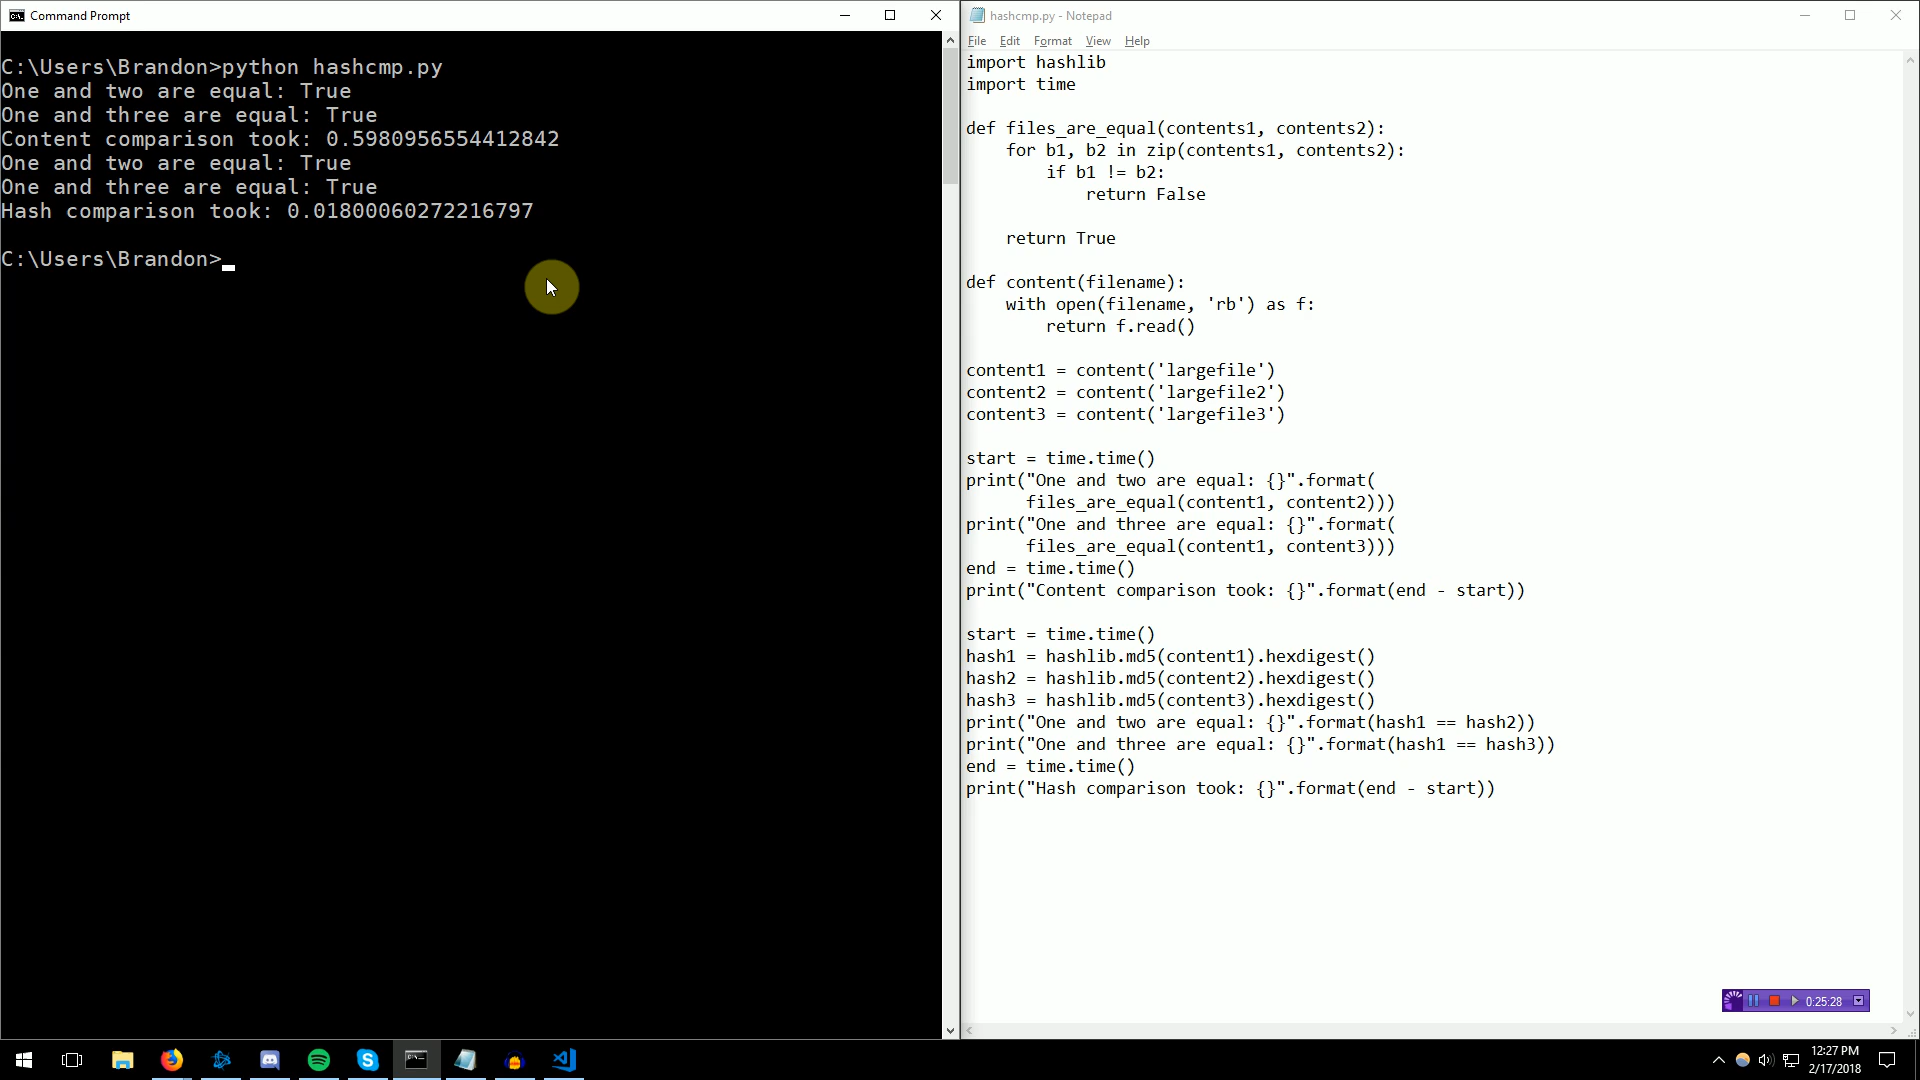 Command Prompt
C:\Users\Brandon>python hashcmp.py
One and two are equal: True
One and three are equal: True
Content comparison took: 0.5980956554412842
One and two are equal: True
One and three are equal: True
Hash comparison took: 0.01800060272216797
C:\Users\Brandon>
hashcmp.py - Notepad
File Edit Format View Help
import hashlib
import time
def files_are_equal(contents1, contents2):
    for b1, b2 in zip(contents1, contents2):
        if b1 != b2:
            return False
    return True
def content(filename):
    with open(filename, 'rb') as f:
        return f.read()
content1 = content('largefile')
content2 = content('largefile2')
content3 = content('largefile3')
start = time.time()
print("One and two are equal: {}".format(
      files_are_equal(content1, content2)))
print("One and three are equal: {}".format(
      files_are_equal(content1, content3)))
end = time.time()
print("Content comparison took: {}".format(end - start))
start = time.time()
hash1 = hashlib.md5(content1).hexdigest()
hash2 = hashlib.md5(content2).hexdigest()
hash3 = hashlib.md5(content3).hexdigest()
print("One and two are equal: {}".format(hash1 == hash2))
print("One and three are equal: {}".format(hash1 == hash3))
end = time.time()
print("Hash comparison took: {}".format(end - start))
0:25:28
12:27 PM
2/17/2018